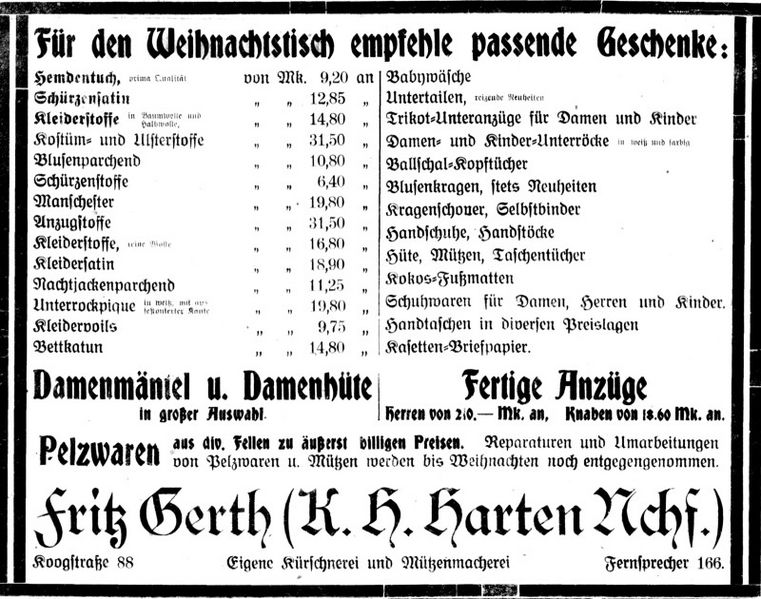 Für den Weihnachtstisch empfehle passende Geschenke:
Hemdentuch, prima Qualität von Mk. 9,20 an
Schürzensatin „ „ 12,85 „
Kleiderstoffe in Baumwolle und Halbwolle, „ „ 14,80 „
Kostüm- und Ulsterstoffe „ „ 31,50 „
Blusenparchend „ „ 10,80 „
Schürzenstoffe „ „ 6,40 „
Manschester „ „ 19,80 „
Anzugstoffe „ „ 31,50 „
Kleiderstoffe, reine Wolle „ „ 16,80 „
Kleidersatin „ „ 18,90 „
Nachtjackenparchend „ „ 11,25 „
Unterrockpique in weiß, mit „ „ 19,80 „
Kleidervoils „ „ 9,75 „
Bettkatun „ „ 14,80 „
Babywäsche
Untertailen, reizende Neuheiten
Trikot-Unteranzüge für Damen und Kinder
Damen- und Kinder-Unterröcke in weiß und farbig
Ballschal-Kopftücher
Blusenkragen, stets Neuheiten
Kragenschoner, Selbstbinder
Handschuhe, Handstöcke
Hüte, Mützen, Taschentücher
Kokos-Fußmatten
Schuhwaren für Damen, Herren und Kinder.
Handtaschen in diversen Preislagen
Kasetten-Briefpapier.
Damenmäntel u. Damenhüte
in großer Auswahl
Fertige Anzüge
Herren von 210.— Mk. an, Knaben von 18.60 Mk. an.
Pelzwaren aus div. Fellen zu äußerst billigen Preisen. Reparaturen und Umarbeitungen
von Pelzwaren u. Mützen werden bis Weihnachten noch entgegengenommen.
Fritz Gerth (K. H. Harten Nchf.)
Koogstraße 88 Eigene Kürschnerei und Mützenmacherei Fernsprecher 166.